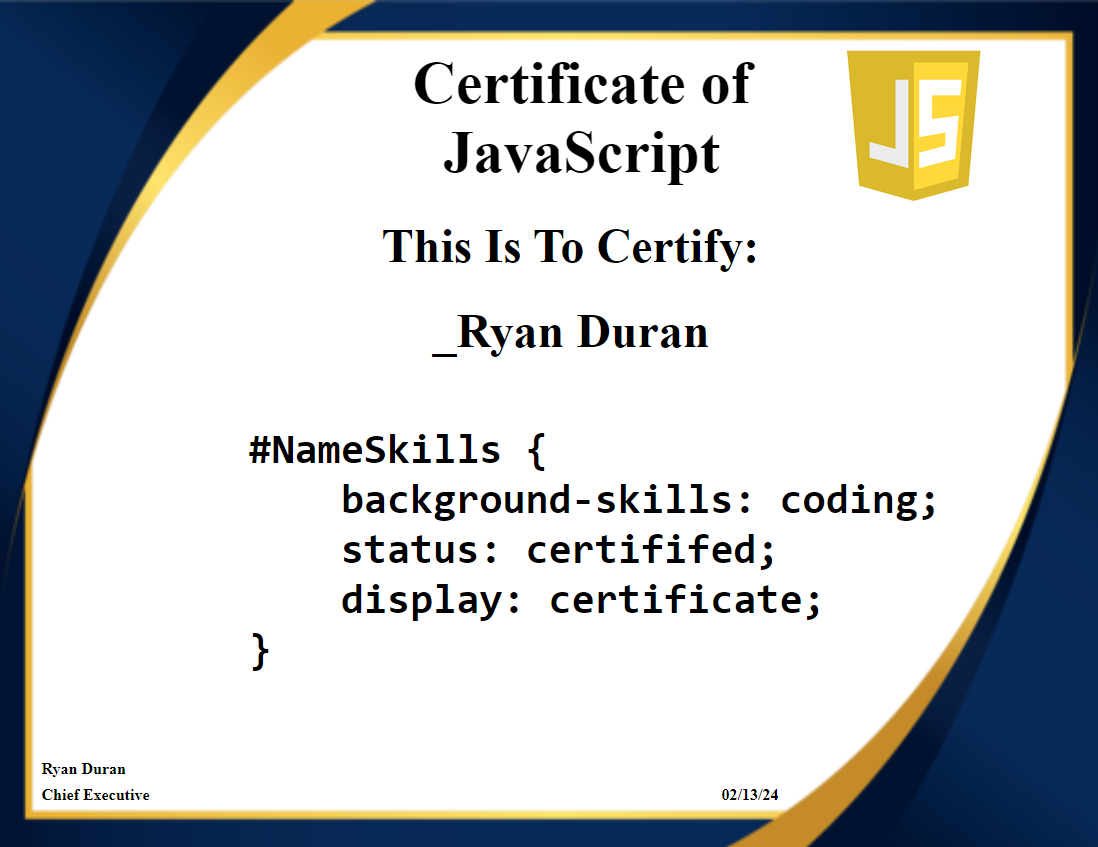 Certificate of
JavaScript
JS
This Is To Certify:
_Ryan Duran
#NameSkills {
    background-skills: coding;
    status: certififed;
    display: certificate;
}
Ryan Duran
Chief Executive
02/13/24